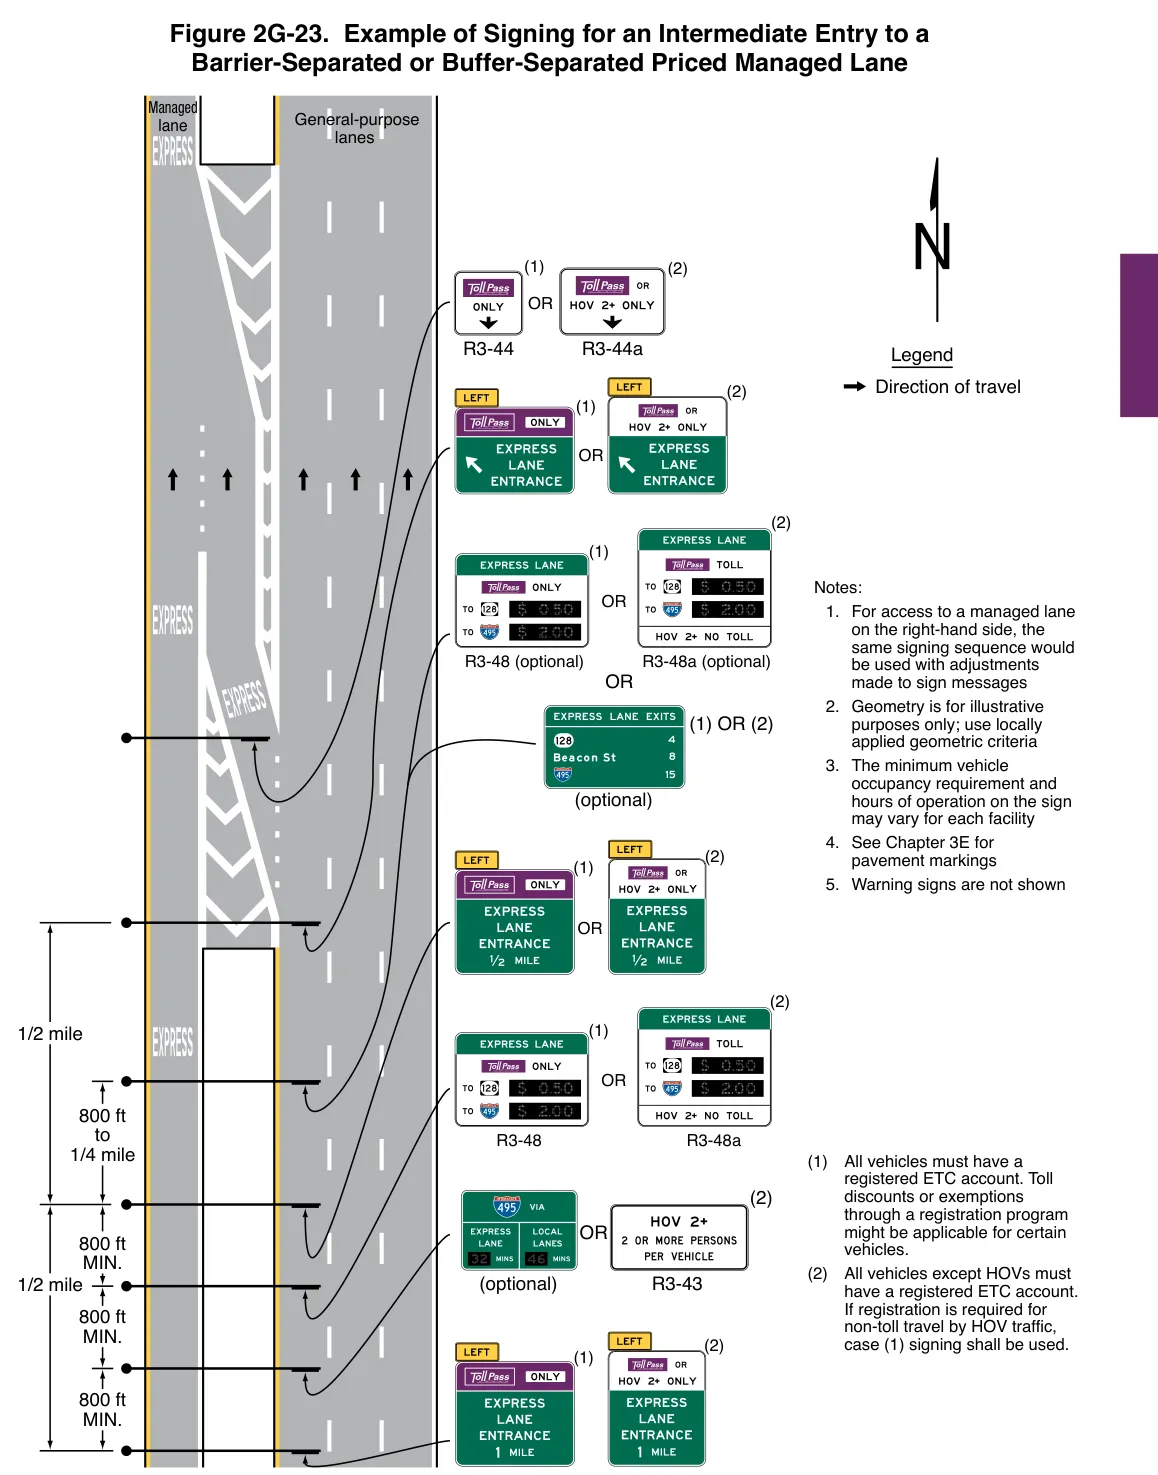 Figure 2G-23. Example of Signing for an Intermediate Entry to a
Barrier-Separated or Buffer-Separated Priced Managed Lane
Managed
lane
EXPRESS
General-purpose
lanes
N
Legend
Direction of travel
Toll Pass
ONLY
(1)
OR
Toll Pass OR
HOV 2+ ONLY
(2)
R3-44
R3-44a
LEFT
Toll Pass ONLY
EXPRESS
LANE
ENTRANCE
(1)
OR
LEFT
Toll Pass OR
HOV 2+ ONLY
EXPRESS
LANE
ENTRANCE
(2)
EXPRESS LANE
Toll Pass ONLY
TO 128 $ 0.50
TO 495 $ 2.00
(1)
R3-48 (optional)
OR
EXPRESS LANE
Toll Pass TOLL
TO 128 $ 0.50
TO 495 $ 2.00
HOV 2+ NO TOLL
(2)
R3-48a (optional)
OR
EXPRESS LANE EXITS
128 4
Beacon St 8
495 15
(1) OR (2)
(optional)
EXPRESS
EXPRESS
LEFT
Toll Pass ONLY
EXPRESS
LANE
ENTRANCE
1/2 MILE
(1)
OR
LEFT
Toll Pass OR
HOV 2+ ONLY
EXPRESS
LANE
ENTRANCE
1/2 MILE
(2)
EXPRESS
EXPRESS LANE
Toll Pass ONLY
TO 128 $ 0.50
TO 495 $ 2.00
(1)
R3-48
OR
EXPRESS LANE
Toll Pass TOLL
TO 128 $ 0.50
TO 495 $ 2.00
HOV 2+ NO TOLL
(2)
R3-48a
495 VIA
EXPRESS
LANE
32 MINS
LOCAL
LANES
46 MINS
(optional)
OR
HOV 2+
2 OR MORE PERSONS
PER VEHICLE
(2)
R3-43
LEFT
Toll Pass ONLY
EXPRESS
LANE
ENTRANCE
1 MILE
(1)
LEFT
Toll Pass OR
HOV 2+ ONLY
EXPRESS
LANE
ENTRANCE
1 MILE
(2)
1/2 mile
800 ft
to
1/4 mile
1/2 mile
800 ft
MIN.
800 ft
MIN.
800 ft
MIN.
Notes:
1. For access to a managed lane
on the right-hand side, the
same signing sequence would
be used with adjustments
made to sign messages
2. Geometry is for illustrative
purposes only; use locally
applied geometric criteria
3. The minimum vehicle
occupancy requirement and
hours of operation on the sign
may vary for each facility
4. See Chapter 3E for
pavement markings
5. Warning signs are not shown
(1) All vehicles must have a
registered ETC account. Toll
discounts or exemptions
through a registration program
might be applicable for certain
vehicles.
(2) All vehicles except HOVs must
have a registered ETC account.
If registration is required for
non-toll travel by HOV traffic,
case (1) signing shall be used.